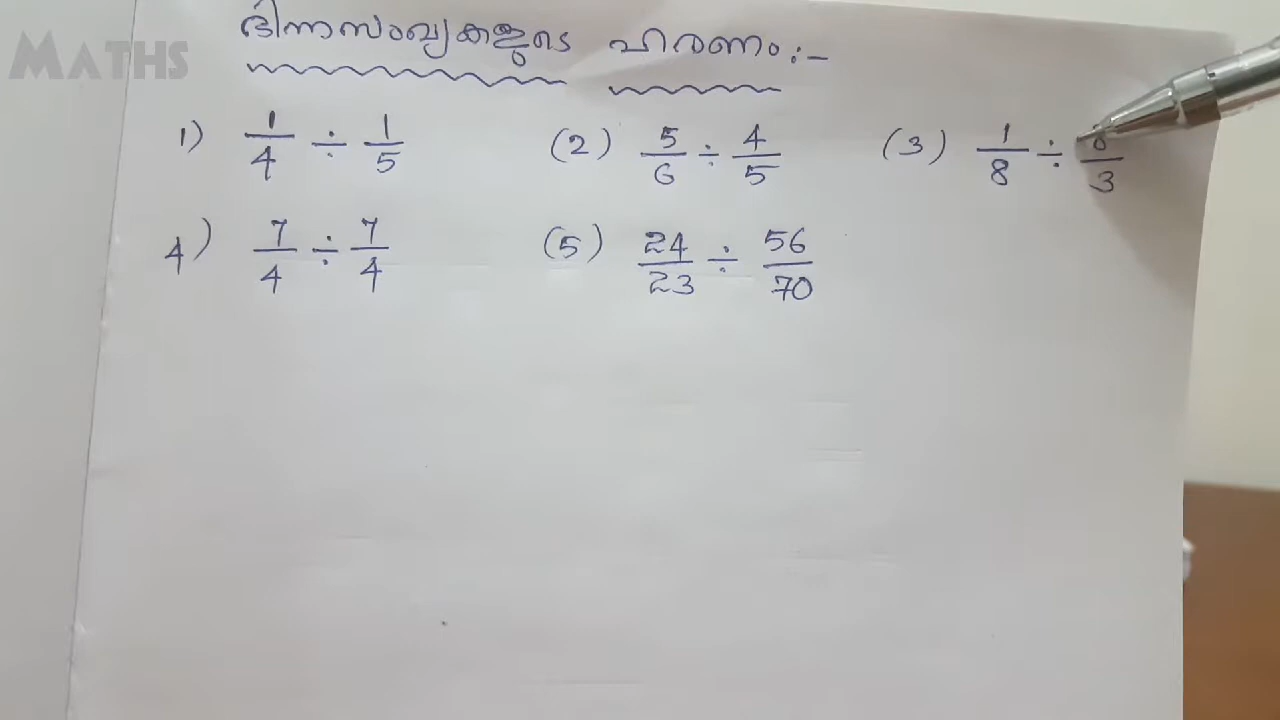 MATHS
ഭിന്നസംഖ്യകളുടെ ഹരണം :-
1) 1/4 ÷ 1/5 (2) 5/6 ÷ 4/5 (3) 1/8 ÷ /3
4) 7/4 ÷ 7/4 (5) 24/23 ÷ 56/70